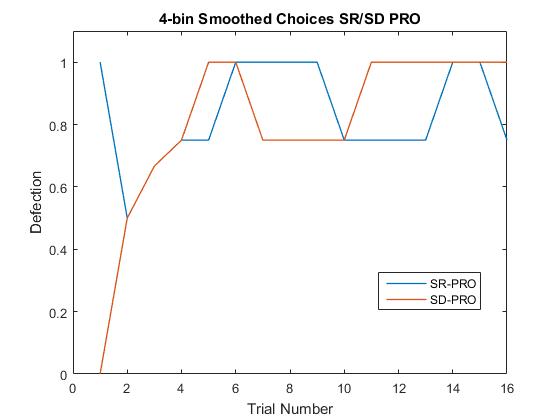 4-bin Smoothed Choices SR/SD PRO
1
0.8
0.6
0.4
0.2
0
Defection
SR-PRO
SD-PRO
0 2 4 6 8 10 12 14 16
Trial Number